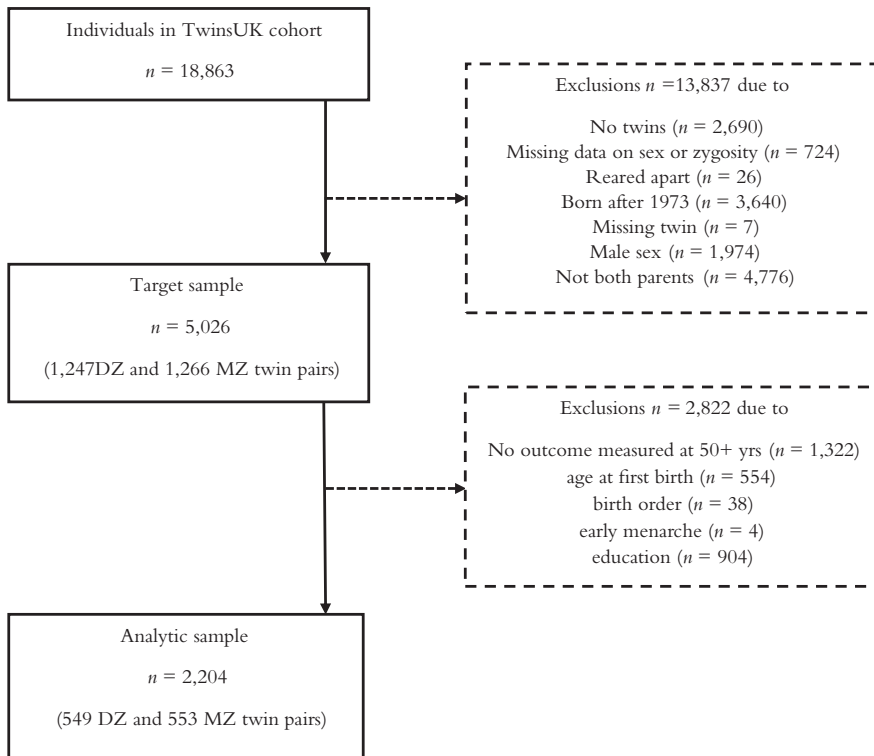 Individuals in TwinsUK cohort
n = 18,863
Exclusions n =13,837 due to
No twins (n = 2,690)
Missing data on sex or zygosity (n = 724)
Reared apart (n = 26)
Born after 1973 (n = 3,640)
Missing twin (n = 7)
Male sex (n = 1,974)
Not both parents (n = 4,776)
Target sample
n = 5,026
(1,247DZ and 1,266 MZ twin pairs)
Exclusions n = 2,822 due to
No outcome measured at 50+ yrs (n = 1,322)
age at first birth (n = 554)
birth order (n = 38)
early menarche (n = 4)
education (n = 904)
Analytic sample
n = 2,204
(549 DZ and 553 MZ twin pairs)